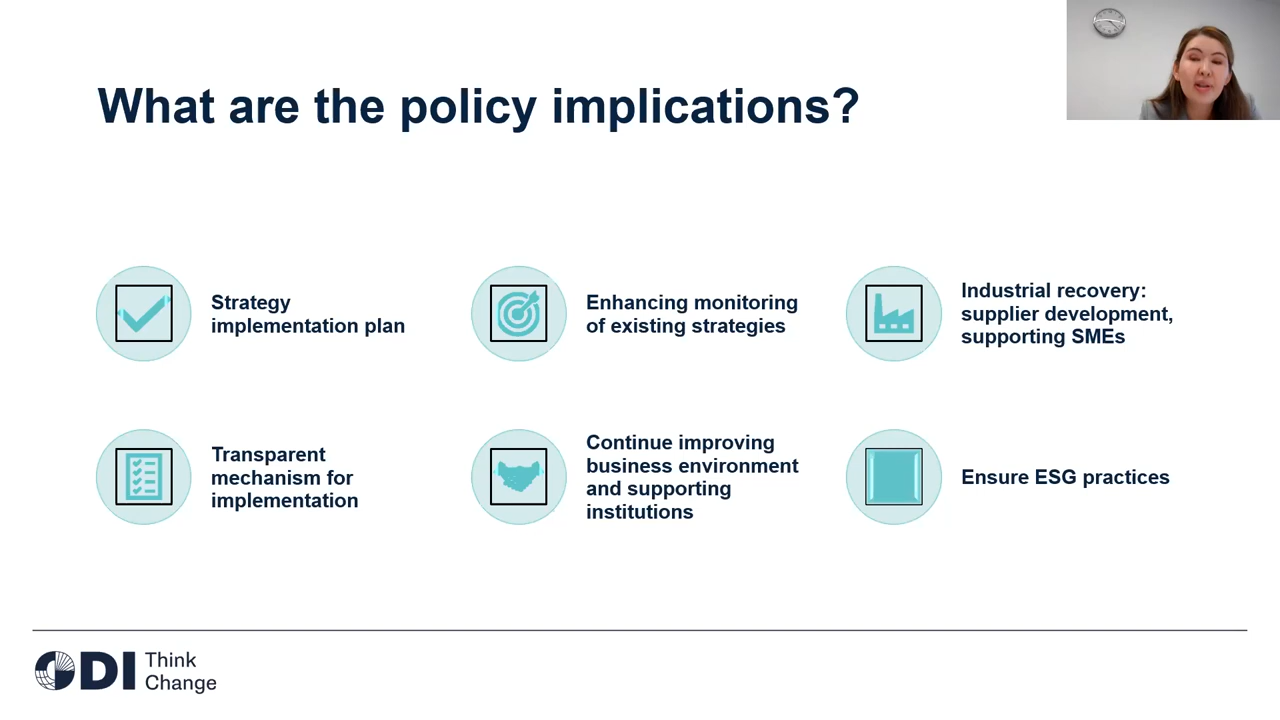 What are the policy implications?
Strategy
implementation plan
Enhancing monitoring
of existing strategies
Industrial recovery:
supplier development,
supporting SMEs
Transparent
mechanism for
implementation
Continue improving
business environment
and supporting
institutions
Ensure ESG practices
ODI Think
Change